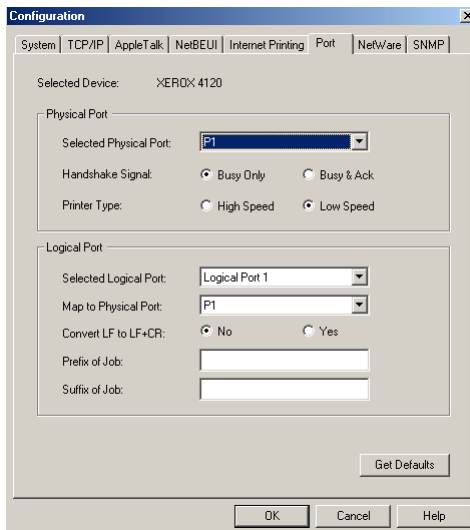 Configuration
System TCP/IP AppleTalk NetBEUI Internet Printing Port NetWare SNMP
Selected Device: XEROX 4120
Physical Port
Selected Physical Port: P1
Handshake Signal: Busy Only Busy & Ack
Printer Type: High Speed Low Speed
Logical Port
Selected Logical Port: Logical Port 1
Map to Physical Port: P1
Convert LF to LF+CR: No Yes
Prefix of Job:
Suffix of Job:
Get Defaults
OK Cancel Help